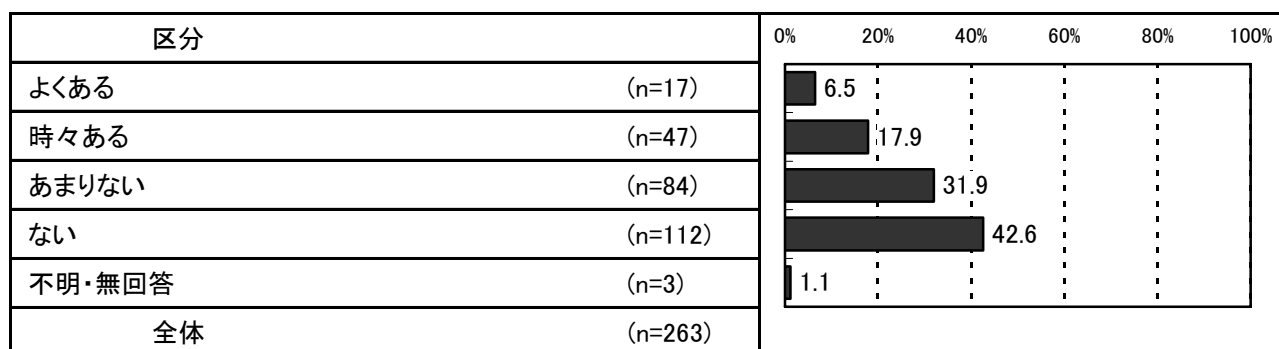 区分 0% 20% 40% 60% 80% 100%
よくある (n=17) 6.5
時々ある (n=47) 17.9
あまりない (n=84) 31.9
ない (n=112) 42.6
不明・無回答 (n=3) 1.1
全体 (n=263)